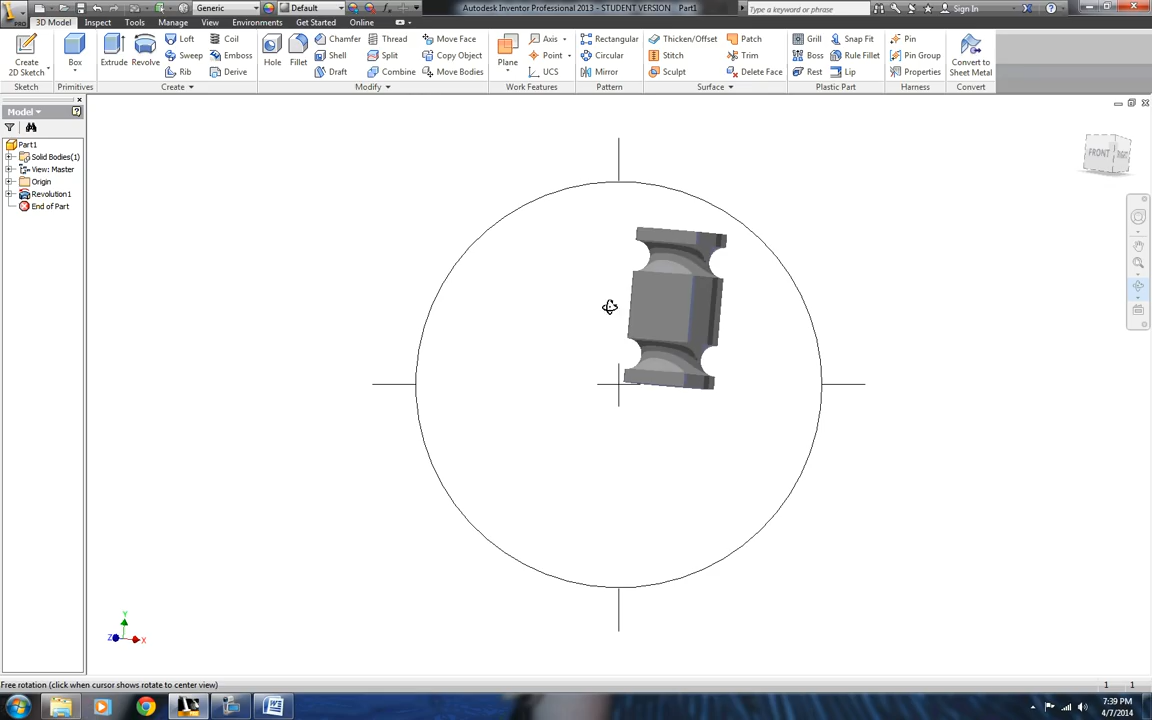 PRO
Generic
Default
Autodesk Inventor Professional 2013 - STUDENT VERSION Part1
Type a keyword or phrase
Sign In
3D Model Inspect Tools Manage View Environments Get Started Online
Create
2D Sketch
Box
Extrude
Revolve
Loft
Sweep
Rib
Coil
Emboss
Derive
Hole
Fillet
Chamfer
Shell
Draft
Thread
Split
Combine
Move Face
Copy Object
Move Bodies
Plane
Axis
Point
UCS
Rectangular
Circular
Mirror
Thicken/Offset
Stitch
Sculpt
Patch
Trim
Delete Face
Grill
Boss
Rest
Snap Fit
Rule Fillet
Lip
Pin
Pin Group
Properties
Convert to
Sheet Metal
Sketch Primitives Create Modify Work Features Pattern Surface Plastic Part Harness Convert
Model
Part1
Solid Bodies(1)
View: Master
Origin
Revolution1
End of Part
FRONT
Y
Z
X
Free rotation (click when cursor shows rotate to center view)
1 1
7:39 PM
4/7/2014